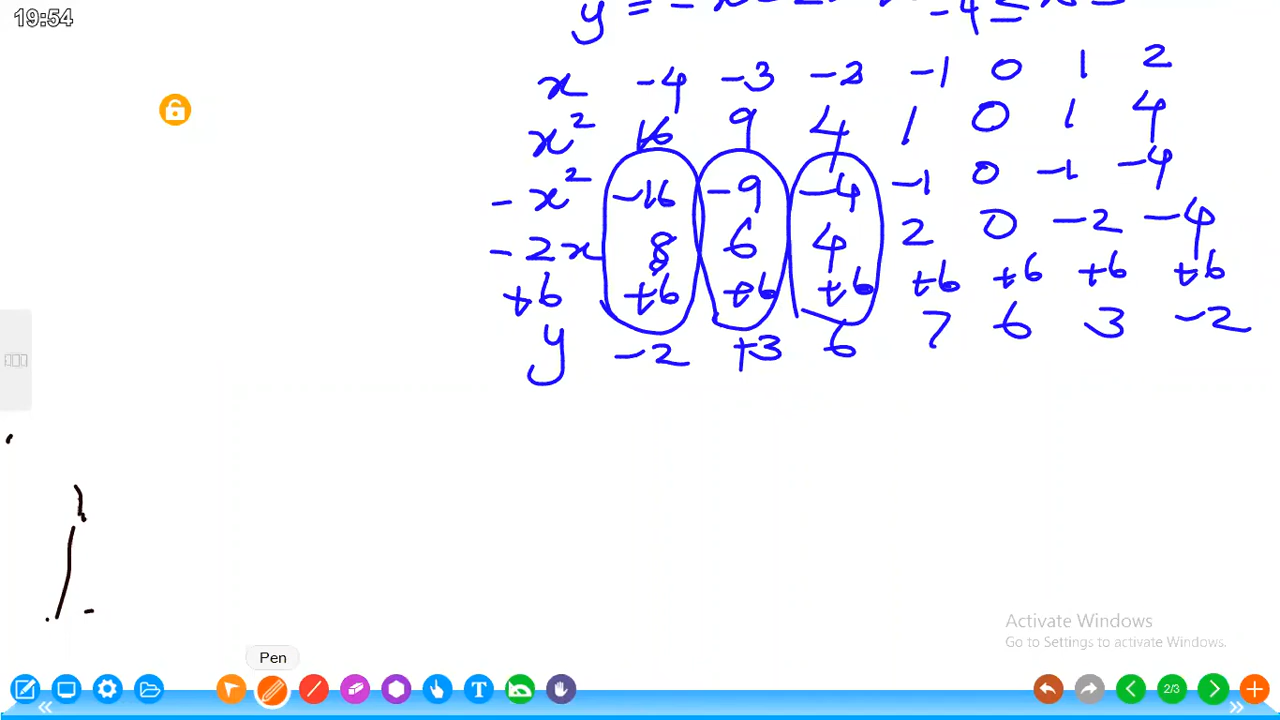 19:54
y = -x
-4 ≤ x ≤
x -4 -3 -2 -1 0 1 2
x² 16 9 4 1 0 1 4
-x² -16 -9 -4 -1 0 -1 -4
-2x 8 6 4 2 0 -2 -4
+6 +6 +6 +6 +6 +6 +6 +6
y -2 +3 6 7 6 3 -2
Activate Windows
Go to Settings to activate Windows.
Pen
T
2/3